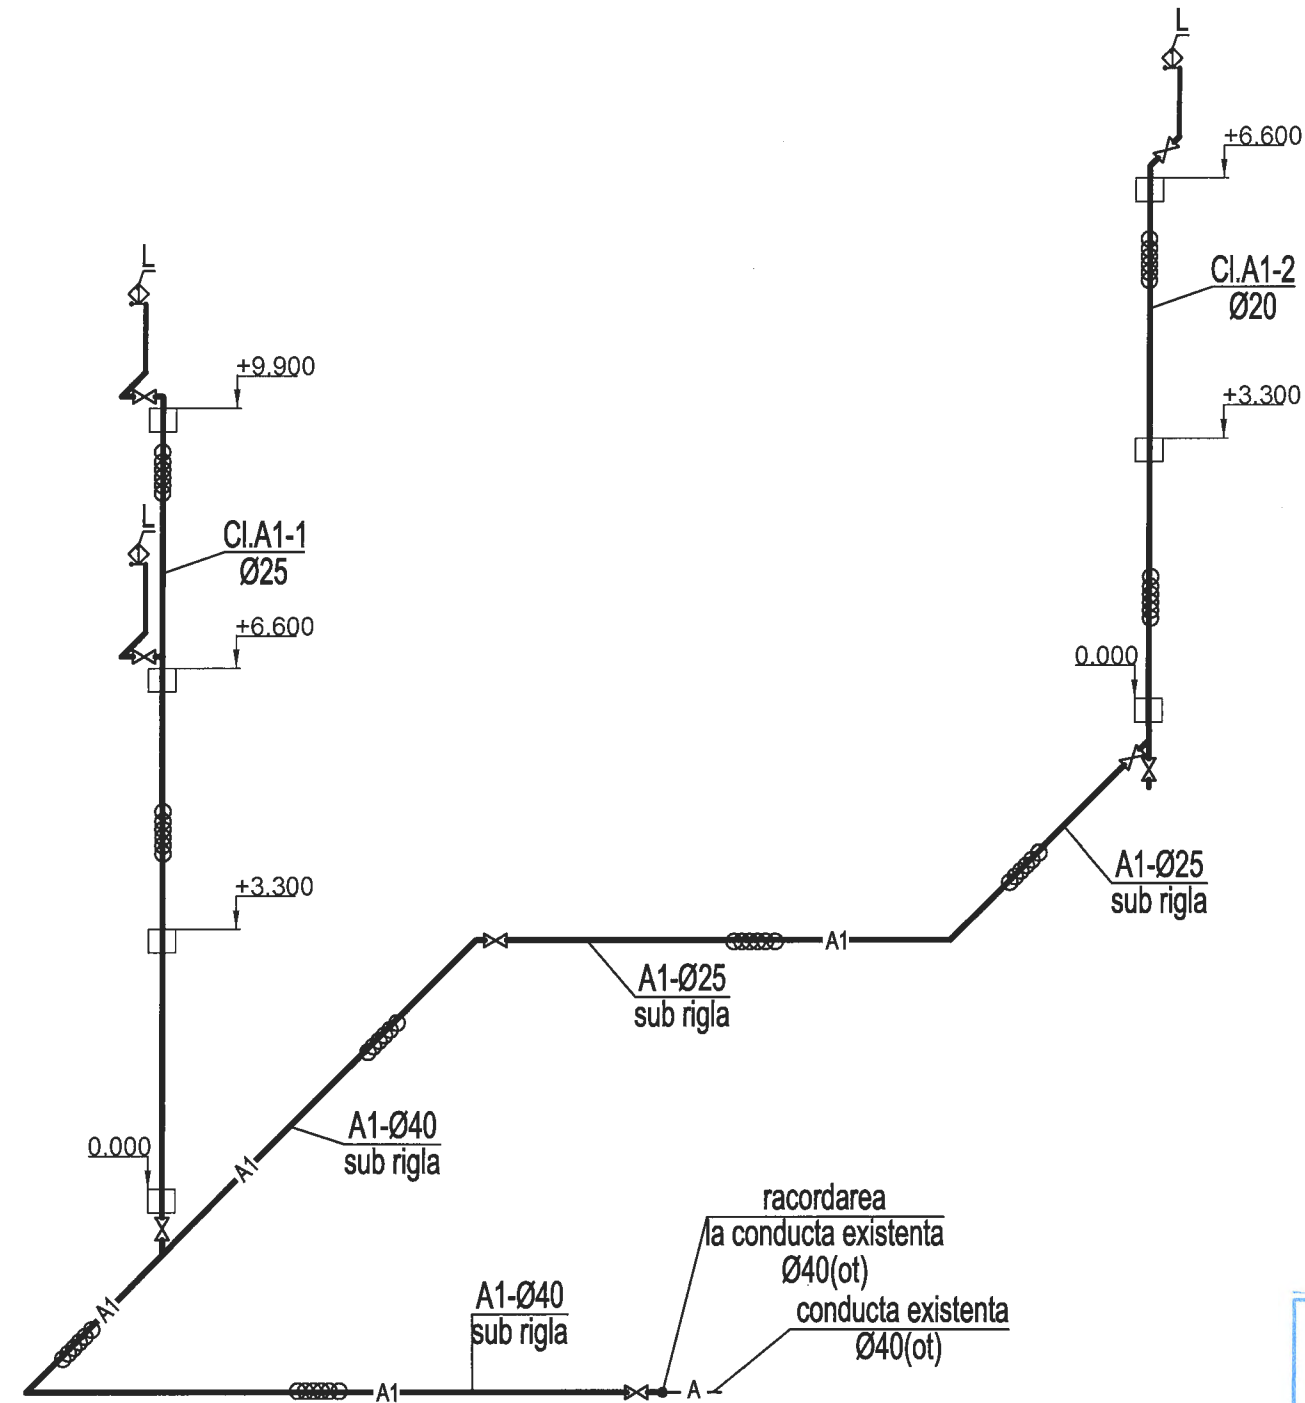 L
+6.600
L
Cl.A1-2
Ø20
+9.900
+3.300
L
Cl.A1-1
Ø25
+6.600
0.000
A1-Ø25
sub rigla
+3.300
A1
A1-Ø25
sub rigla
A1-Ø40
sub rigla
0.000
A1
racordarea
la conducta existenta
Ø40(ot)
A1-Ø40
sub rigla
conducta existenta
Ø40(ot)
A1
A1
A